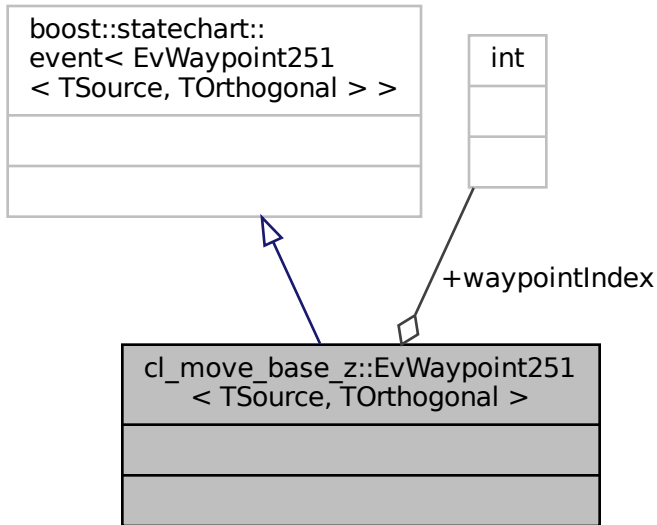 boost::statechart::
event< EvWaypoint251
< TSource, TOrthogonal > >
int
+waypointIndex
cl_move_base_z::EvWaypoint251
< TSource, TOrthogonal >